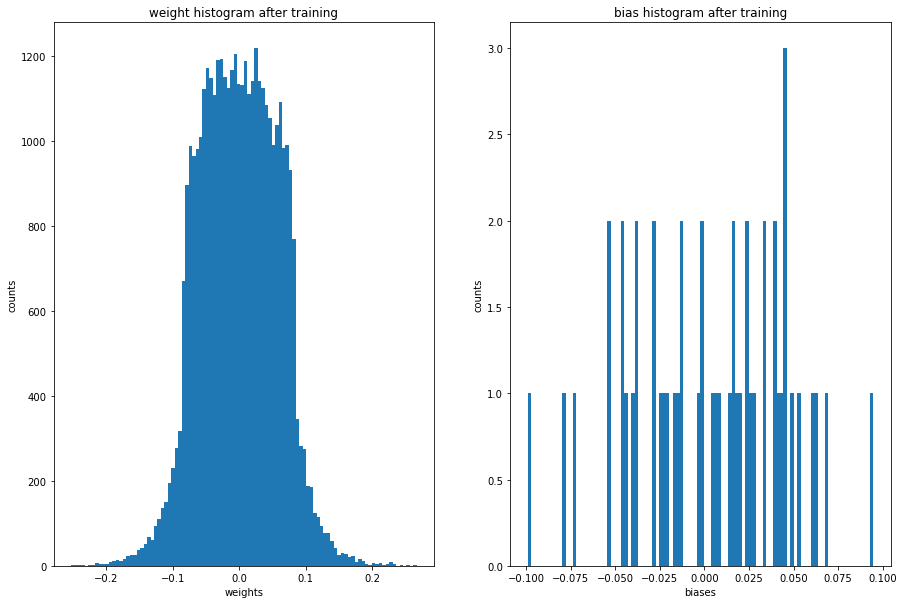 weight histogram after training
counts
1200
1000
800
600
400
200
0
−0.2 −0.1 0.0 0.1 0.2
weights
bias histogram after training
counts
3.0
2.5
2.0
1.5
1.0
0.5
0.0
−0.100 −0.075 −0.050 −0.025 0.000 0.025 0.050 0.075 0.100
biases